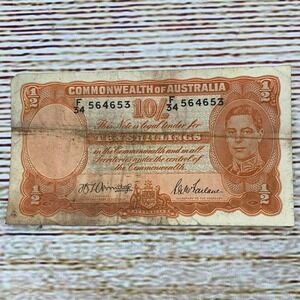 COMMONWEALTH OF AUSTRALIA
1/2
1/2
F/34 564653 10/- F/34 564653
This Note is legal tender for
TEN SHILLINGS
in the Commonwealth and in all
Territories under the control of
the Commonwealth.
1/2
1/2